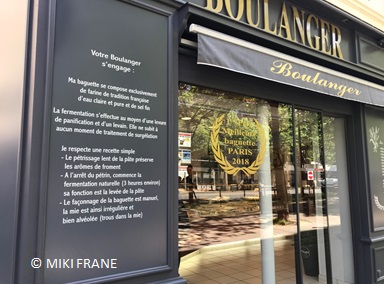 BOULANGER
Boulanger
Votre Boulanger
s'engage :
Ma baguette se compose exclusivement
de farine de tradition française
d'eau claire et pure et de sel fin
La fermentation s'effectue au moyen d'une levure
de panification et d'un levain. Elle ne subit à
aucun moment de traitement de surgélation
Je respecte une recette simple
- Le pétrissage lent de la pâte préserve
les arômes du froment
- A l'arrêt du pétrin, commence la
fermentation naturelle (3 heures environ)
sa fonction est la levée de la pâte
- Le façonnage de la baguette est manuel,
la mie est ainsi irrégulière et
bien alvéolée (trous dans la mie)
Meilleure
baguette
PARIS
2018
© MIKI FRANE